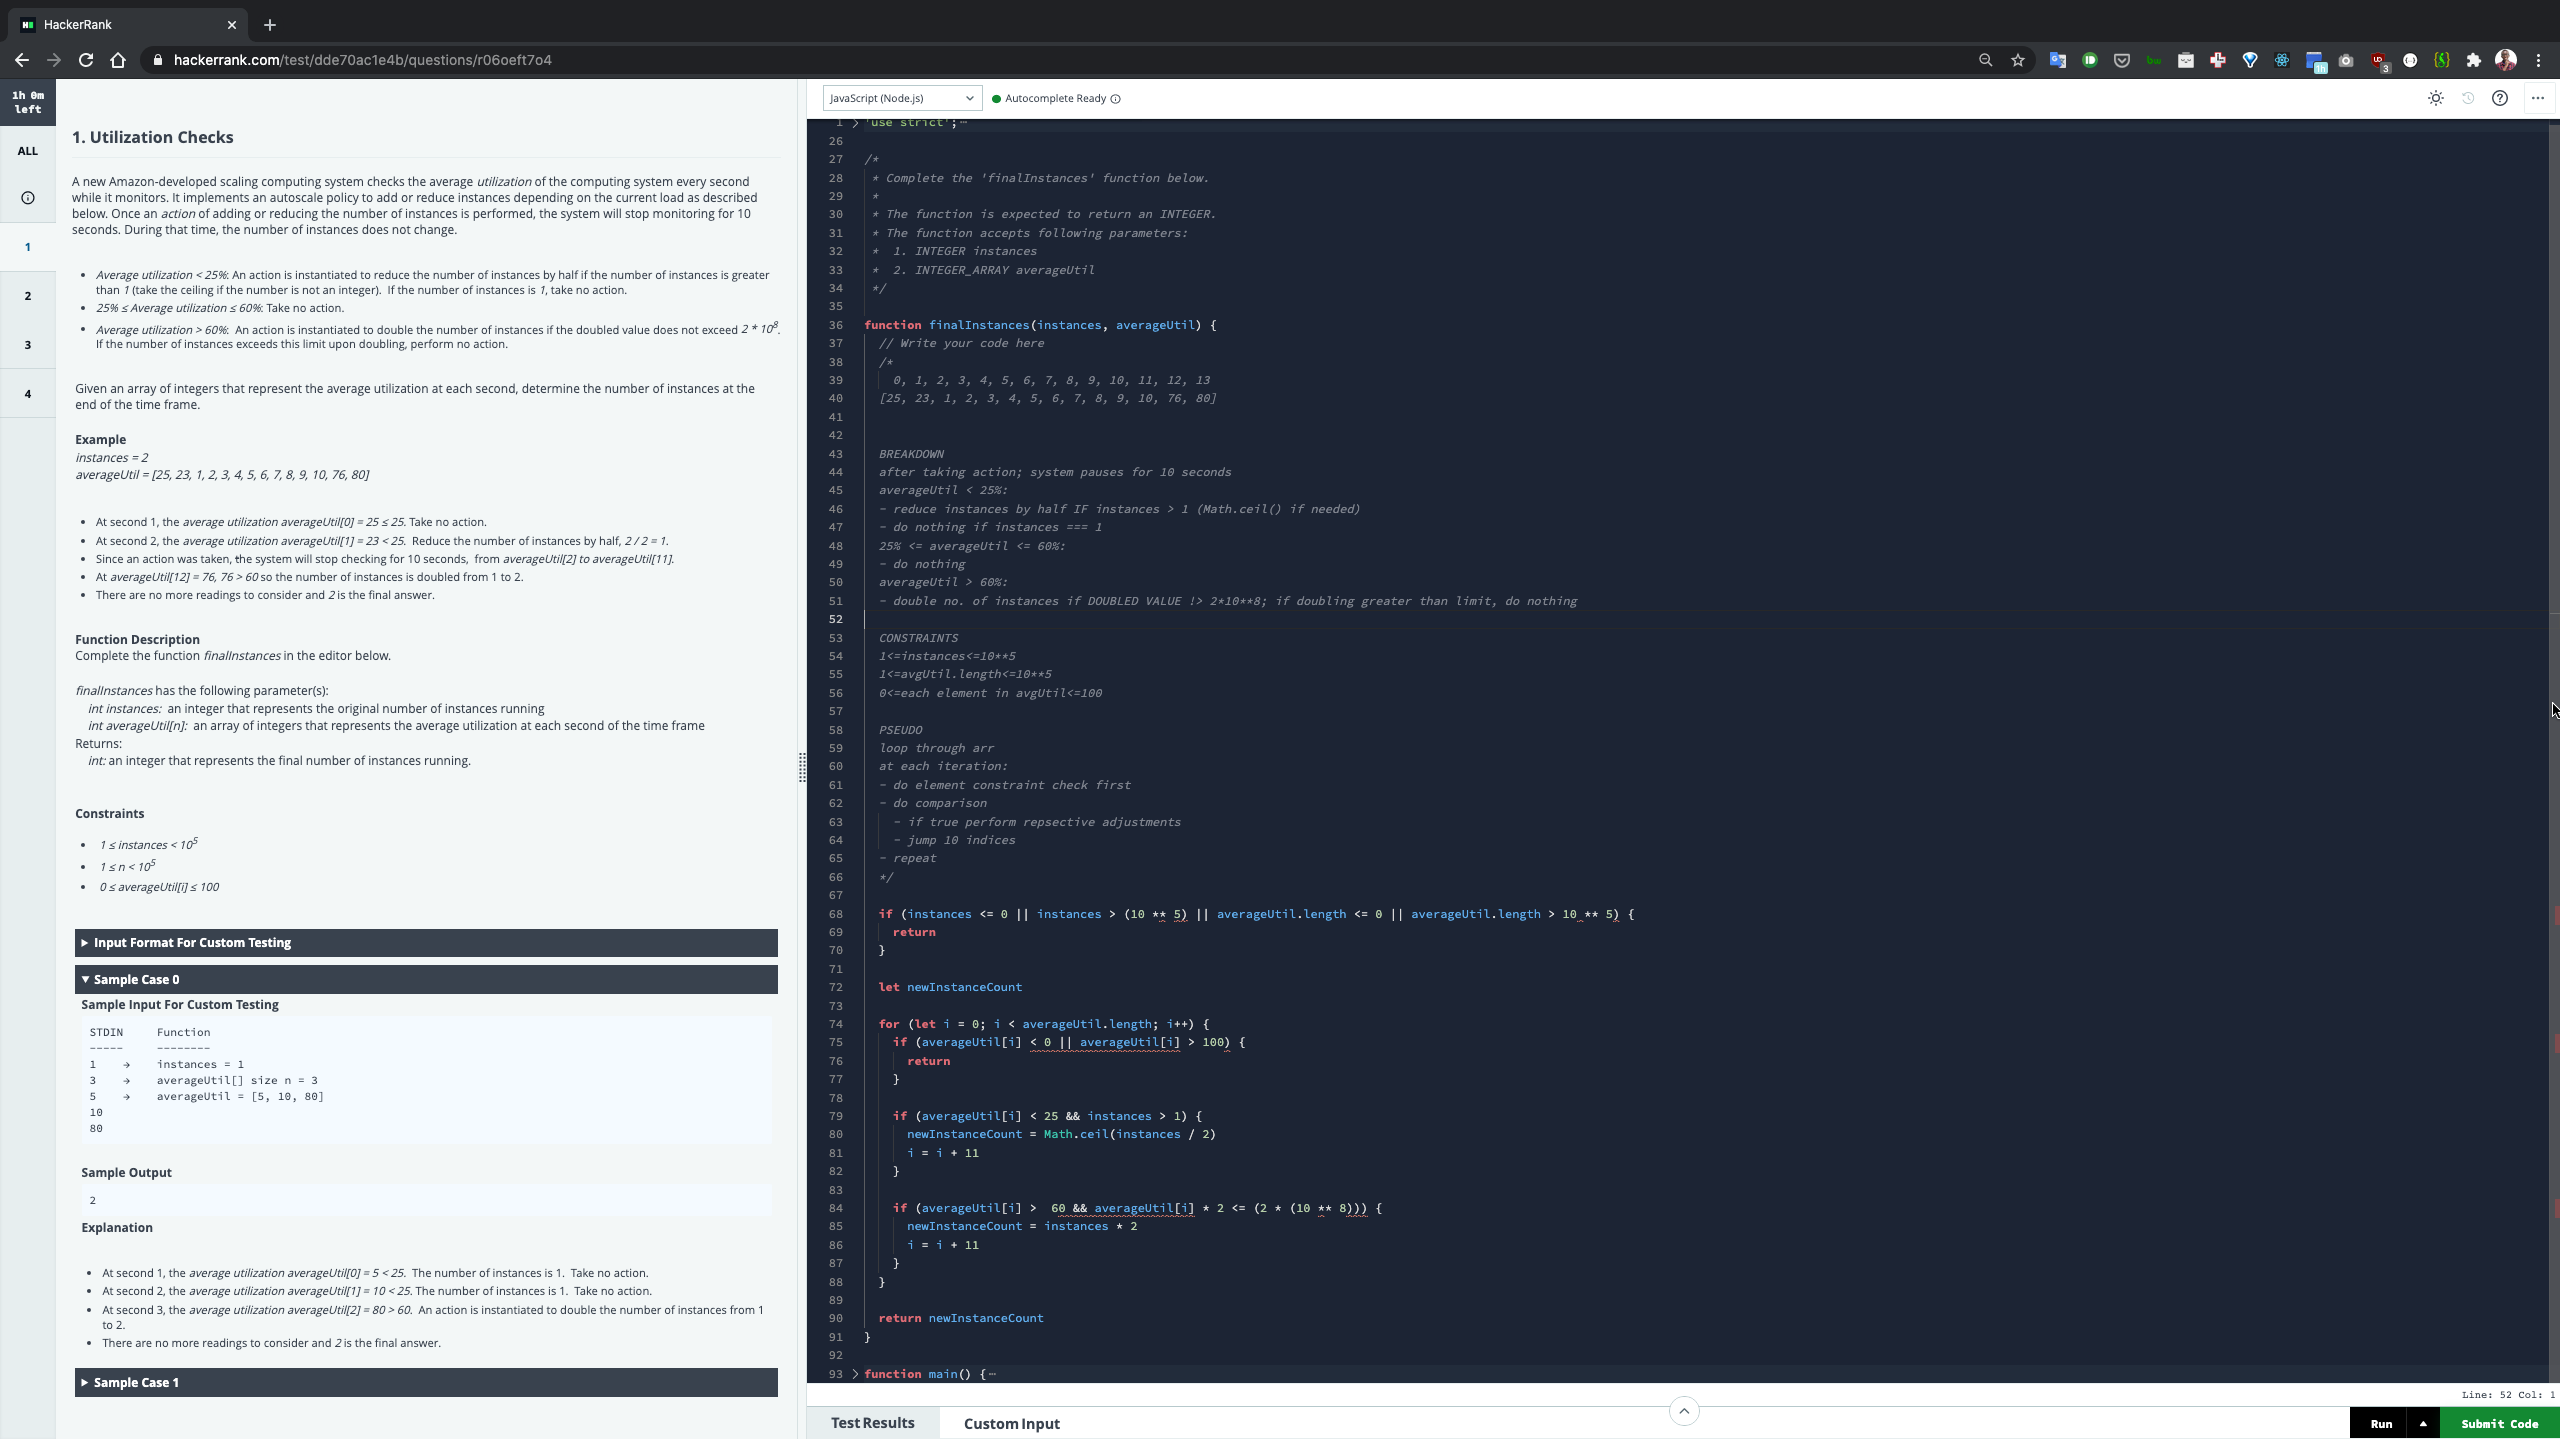 HackerRank
hackerrank.com/test/dde70ac1e4b/questions/r06oeft7o4
1h 0m
left
ALL
1
2
3
4
1. Utilization Checks
A new Amazon-developed scaling computing system checks the average utilization of the computing system every second
while it monitors. It implements an autoscale policy to add or reduce instances depending on the current load as described
below. Once an action of adding or reducing the number of instances is performed, the system will stop monitoring for 10
seconds. During that time, the number of instances does not change.
• Average utilization < 25%: An action is instantiated to reduce the number of instances by half if the number of instances is greater
than 1 (take the ceiling if the number is not an integer). If the number of instances is 1, take no action.
• 25% ≤ Average utilization ≤ 60%: Take no action.
• Average utilization > 60%: An action is instantiated to double the number of instances if the doubled value does not exceed 2 * 10⁸.
If the number of instances exceeds this limit upon doubling, perform no action.
Given an array of integers that represent the average utilization at each second, determine the number of instances at the
end of the time frame.
Example
instances = 2
averageUtil = [25, 23, 1, 2, 3, 4, 5, 6, 7, 8, 9, 10, 76, 80]
• At second 1, the average utilization averageUtil[0] = 25 ≤ 25. Take no action.
• At second 2, the average utilization averageUtil[1] = 23 < 25. Reduce the number of instances by half, 2 / 2 = 1.
• Since an action was taken, the system will stop checking for 10 seconds, from averageUtil[2] to averageUtil[11].
• At averageUtil[12] = 76, 76 > 60 so the number of instances is doubled from 1 to 2.
• There are no more readings to consider and 2 is the final answer.
Function Description
Complete the function finalInstances in the editor below.
finalInstances has the following parameter(s):
int instances: an integer that represents the original number of instances running
int averageUtil[n]: an array of integers that represents the average utilization at each second of the time frame
Returns:
int: an integer that represents the final number of instances running.
Constraints
• 1 ≤ instances < 10⁵
• 1 ≤ n < 10⁵
• 0 ≤ averageUtil[i] ≤ 100
Input Format For Custom Testing
Sample Case 0
Sample Input For Custom Testing
STDIN Function
----- --------
1 → instances = 1
3 → averageUtil[] size n = 3
5 → averageUtil = [5, 10, 80]
10
80
Sample Output
2
Explanation
• At second 1, the average utilization averageUtil[0] = 5 < 25. The number of instances is 1. Take no action.
• At second 2, the average utilization averageUtil[1] = 10 < 25. The number of instances is 1. Take no action.
• At second 3, the average utilization averageUtil[2] = 80 > 60. An action is instantiated to double the number of instances from 1
to 2.
• There are no more readings to consider and 2 is the final answer.
Sample Case 1
JavaScript (Node.js)
Autocomplete Ready
1 'use strict';
26
27 /*
28 * Complete the 'finalInstances' function below.
29 *
30 * The function is expected to return an INTEGER.
31 * The function accepts following parameters:
32 * 1. INTEGER instances
33 * 2. INTEGER_ARRAY averageUtil
34 */
35
36 function finalInstances(instances, averageUtil) {
37 // Write your code here
38 /*
39 0, 1, 2, 3, 4, 5, 6, 7, 8, 9, 10, 11, 12, 13
40 [25, 23, 1, 2, 3, 4, 5, 6, 7, 8, 9, 10, 76, 80]
41
42
43 BREAKDOWN
44 after taking action; system pauses for 10 seconds
45 averageUtil < 25%:
46 - reduce instances by half IF instances > 1 (Math.ceil() if needed)
47 - do nothing if instances === 1
48 25% <= averageUtil <= 60%:
49 - do nothing
50 averageUtil > 60%:
51 - double no. of instances if DOUBLED VALUE !> 2*10**8; if doubling greater than limit, do nothing
52
53 CONSTRAINTS
54 1<=instances<=10**5
55 1<=avgUtil.length<=10**5
56 0<=each element in avgUtil<=100
57
58 PSEUDO
59 loop through arr
60 at each iteration:
61 - do element constraint check first
62 - do comparison
63 - if true perform repsective adjustments
64 - jump 10 indices
65 - repeat
66 */
67
68 if (instances <= 0 || instances > (10 ** 5) || averageUtil.length <= 0 || averageUtil.length > 10 ** 5) {
69 return
70 }
71
72 let newInstanceCount
73
74 for (let i = 0; i < averageUtil.length; i++) {
75 if (averageUtil[i] < 0 || averageUtil[i] > 100) {
76 return
77 }
78
79 if (averageUtil[i] < 25 && instances > 1) {
80 newInstanceCount = Math.ceil(instances / 2)
81 i = i + 11
82 }
83
84 if (averageUtil[i] > 60 && averageUtil[i] * 2 <= (2 * (10 ** 8))) {
85 newInstanceCount = instances * 2
86 i = i + 11
87 }
88 }
89
90 return newInstanceCount
91 }
92
93 function main() {
Line: 52 Col: 1
Test Results
Custom Input
Run
Submit Code